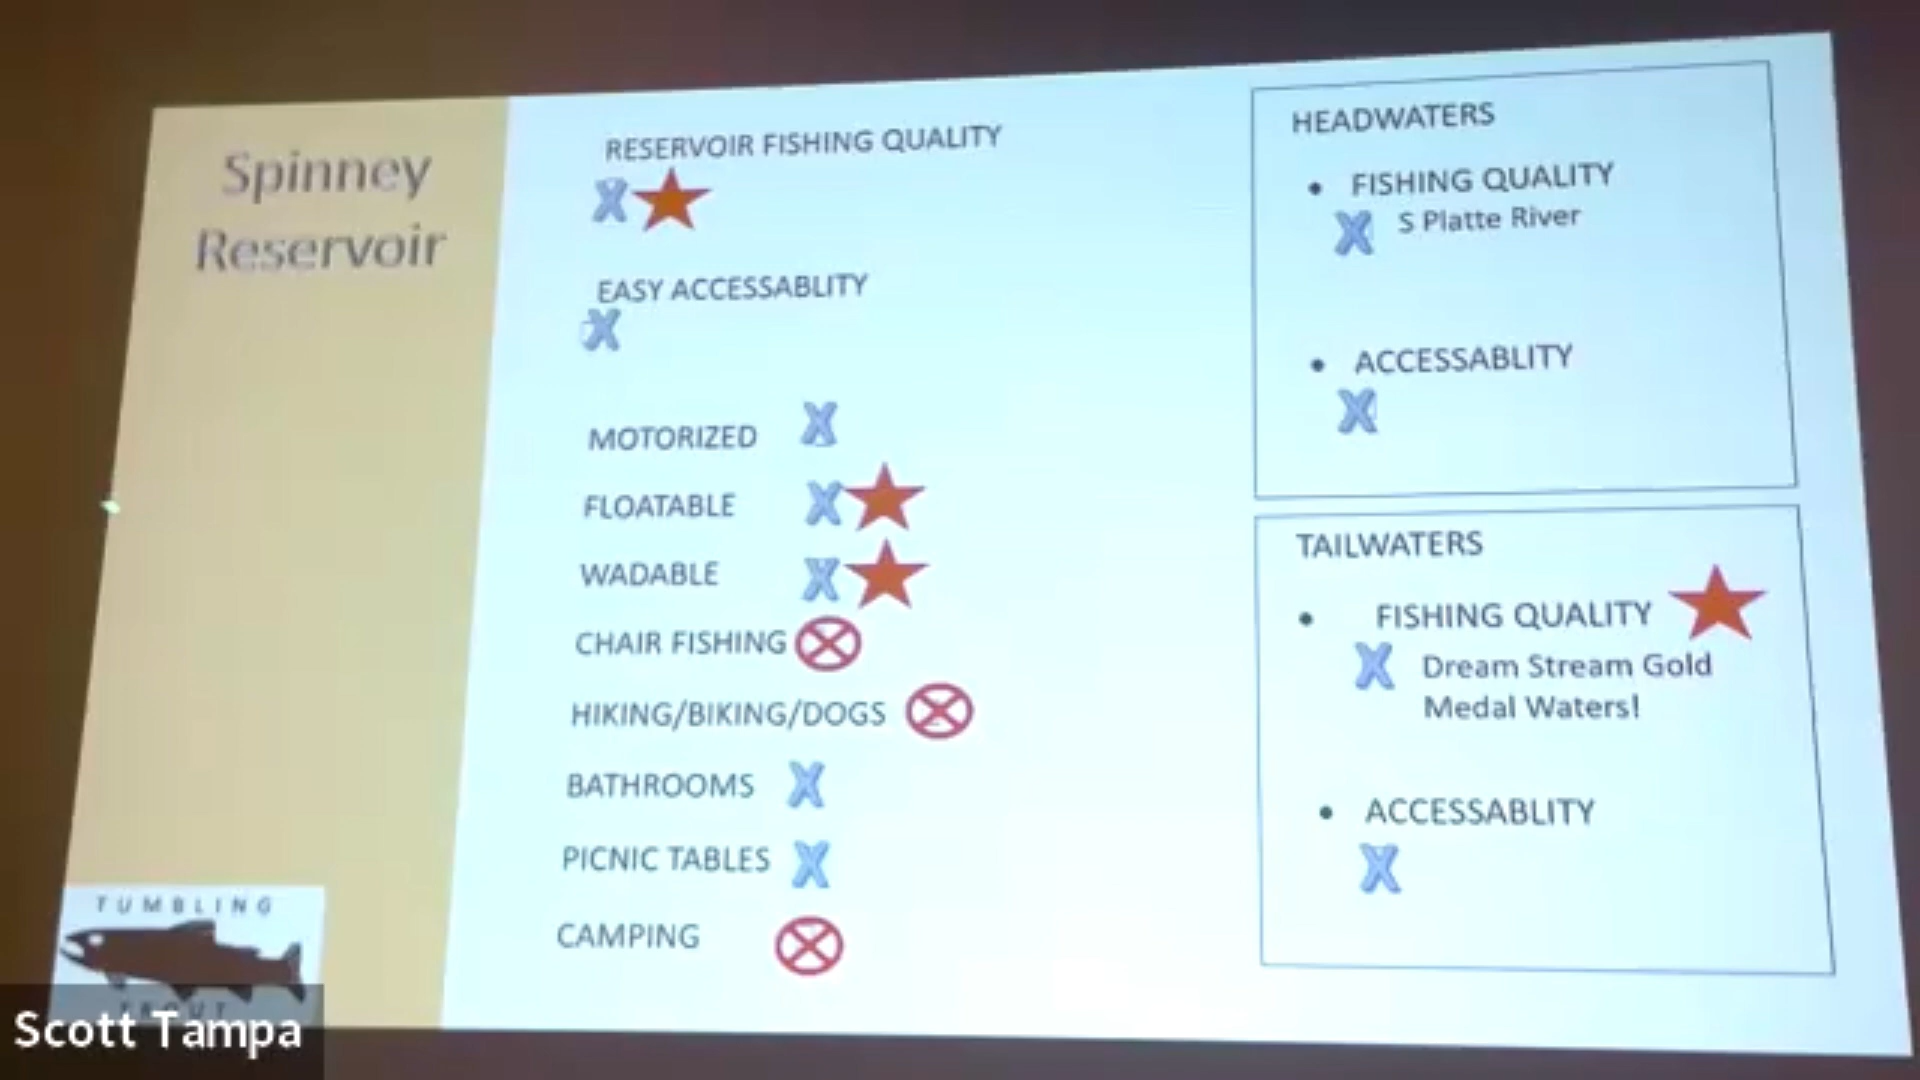 Spinney
Reservoir
RESERVOIR FISHING QUALITY
EASY ACCESSABLITY
MOTORIZED
FLOATABLE
WADABLE
CHAIR FISHING
HIKING/BIKING/DOGS
BATHROOMS
PICNIC TABLES
CAMPING
HEADWATERS
• FISHING QUALITY
S Platte River
• ACCESSABLITY
TAILWATERS
• FISHING QUALITY
Dream Stream Gold
Medal Waters!
• ACCESSABLITY
TUMBLING
TROUT
Scott Tampa